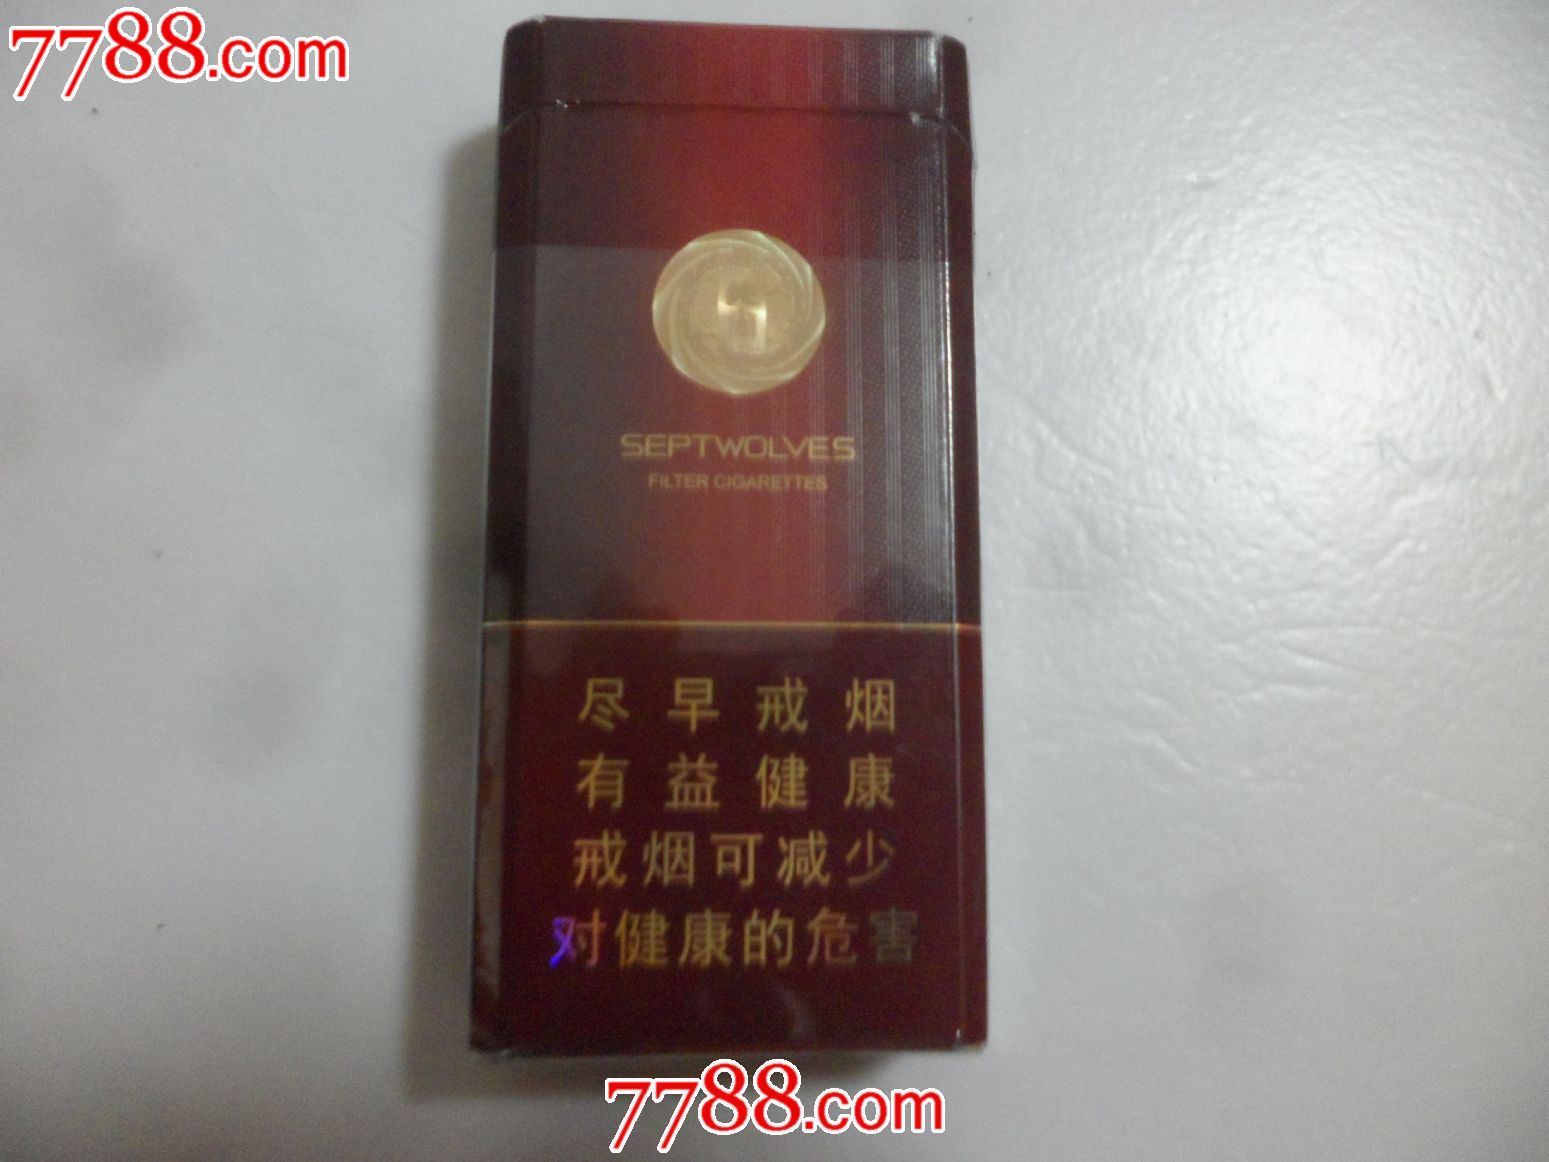 7788.com
SEPTWOLVES
FILTER CIGARETTES
尽早戒烟
有益健康
戒烟可减少
对健康的危害
7788.com